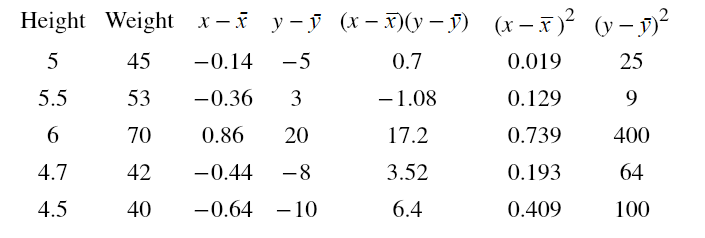 Height Weight x − x̄ y − ȳ (x − x̄)(y − ȳ) (x − x̄)² (y − ȳ)²
5 45 −0.14 −5 0.7 0.019 25
5.5 53 −0.36 3 −1.08 0.129 9
6 70 0.86 20 17.2 0.739 400
4.7 42 −0.44 −8 3.52 0.193 64
4.5 40 −0.64 −10 6.4 0.409 100